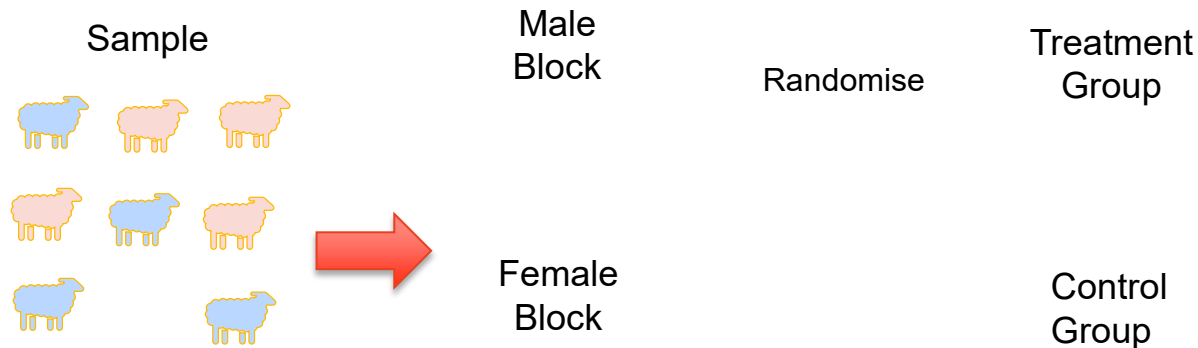 Sample
Male
Block
Randomise
Treatment
Group
Female
Block
Control
Group